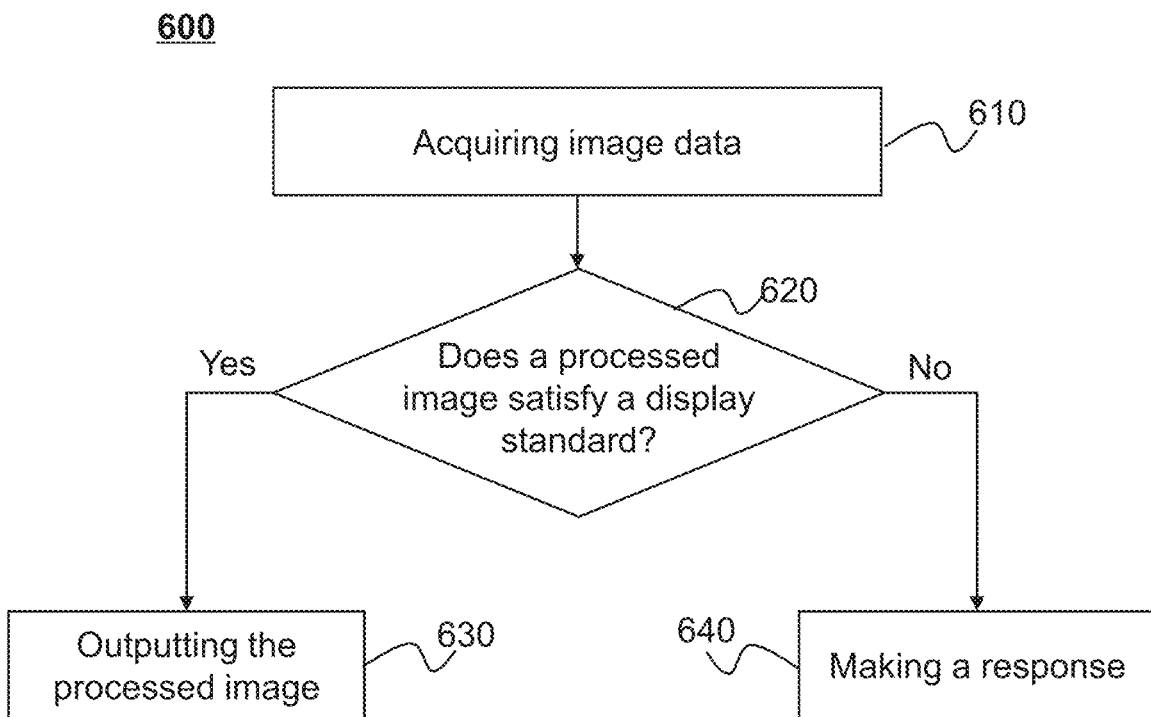 600
Acquiring image data
610
620
Does a processed
image satisfy a display
standard?
Yes
No
Outputting the
processed image
630
640
Making a response